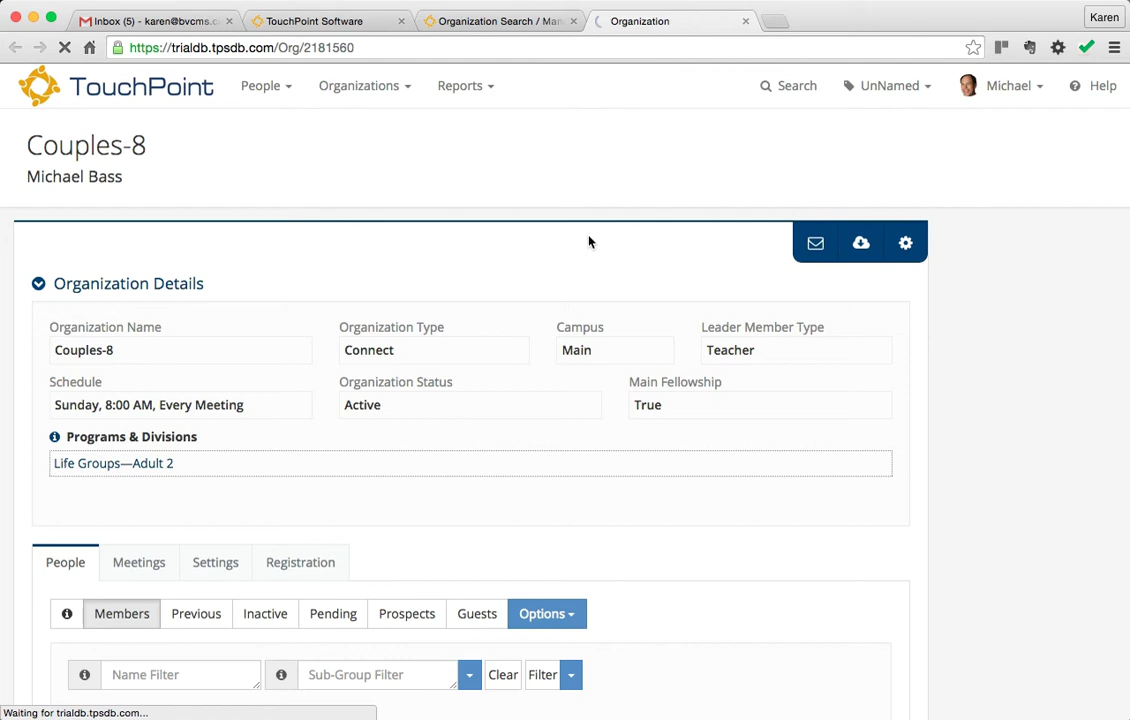 Inbox (5) - karen@bvcms.c
TouchPoint Software
Organization Search / Man
Organization
Karen
https://trialdb.tpsdb.com/Org/2181560
TouchPoint
People
Organizations
Reports
Search
UnNamed
Michael
Help
Couples-8
Michael Bass
Organization Details
Organization Name
Organization Type
Campus
Leader Member Type
Couples-8
Connect
Main
Teacher
Schedule
Organization Status
Main Fellowship
Sunday, 8:00 AM, Every Meeting
Active
True
Programs & Divisions
Life Groups—Adult 2
People
Meetings
Settings
Registration
Members
Previous
Inactive
Pending
Prospects
Guests
Options
Name Filter
Sub-Group Filter
Clear
Filter
Waiting for trialdb.tpsdb.com...